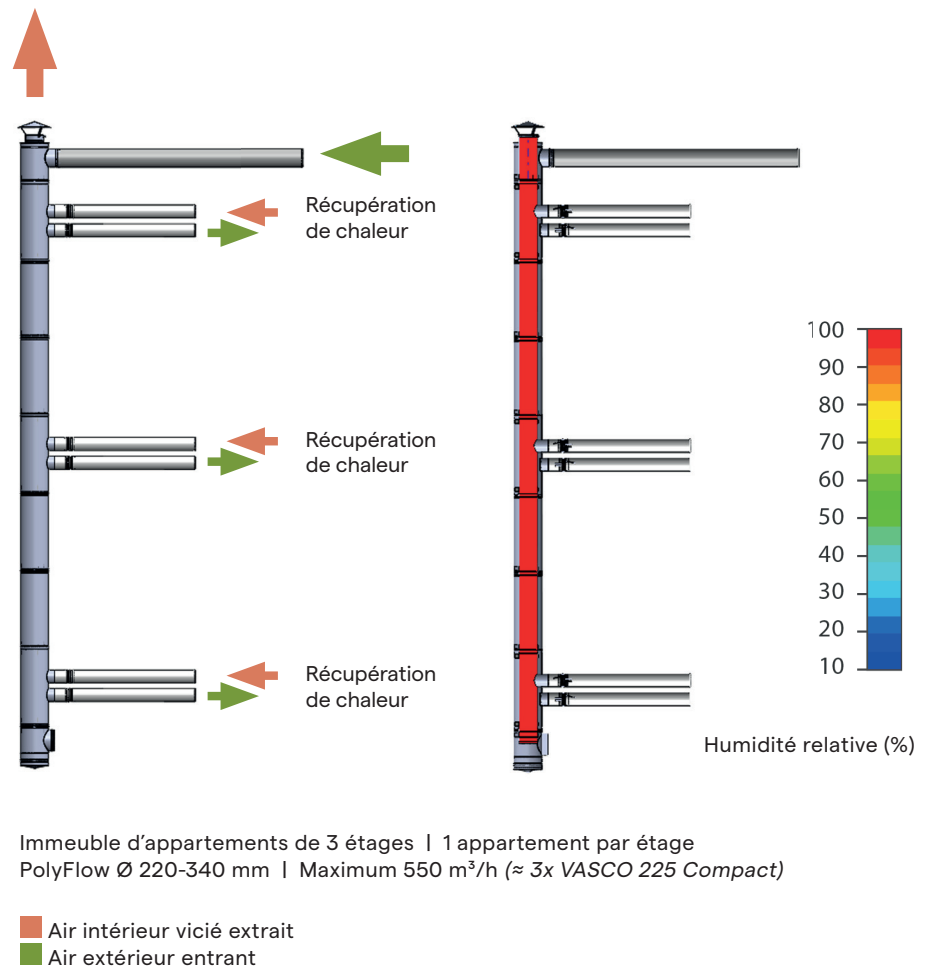 Récupération
de chaleur
Récupération
de chaleur
Récupération
de chaleur
100
90
80
70
60
50
40
30
20
10
Humidité relative (%)
Immeuble d’appartements de 3 étages | 1 appartement par étage
PolyFlow Ø 220-340 mm | Maximum 550 m³/h (≈ 3x VASCO 225 Compact)
Air intérieur vicié extrait
Air extérieur entrant